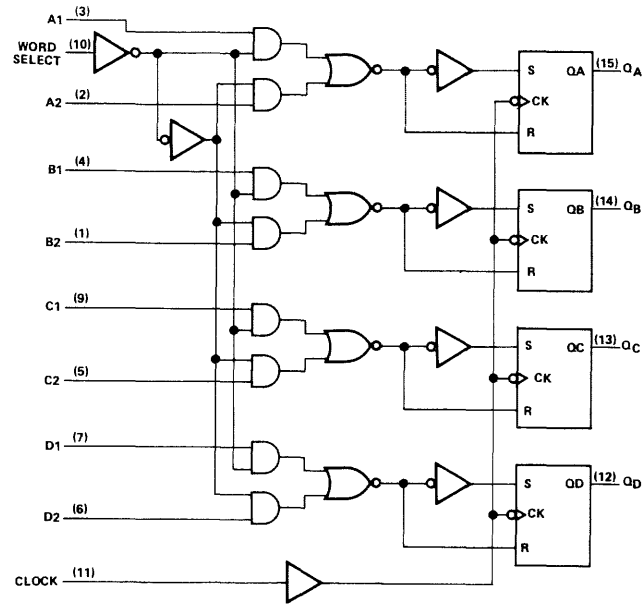 A1 (3)
WORD SELECT (10)
A2 (2)
S QA (15) QA
CK
R
B1 (4)
B2 (1)
S QB (14) QB
CK
R
C1 (9)
C2 (5)
S QC (13) QC
CK
R
D1 (7)
D2 (6)
S QD (12) QD
CK
R
CLOCK (11)